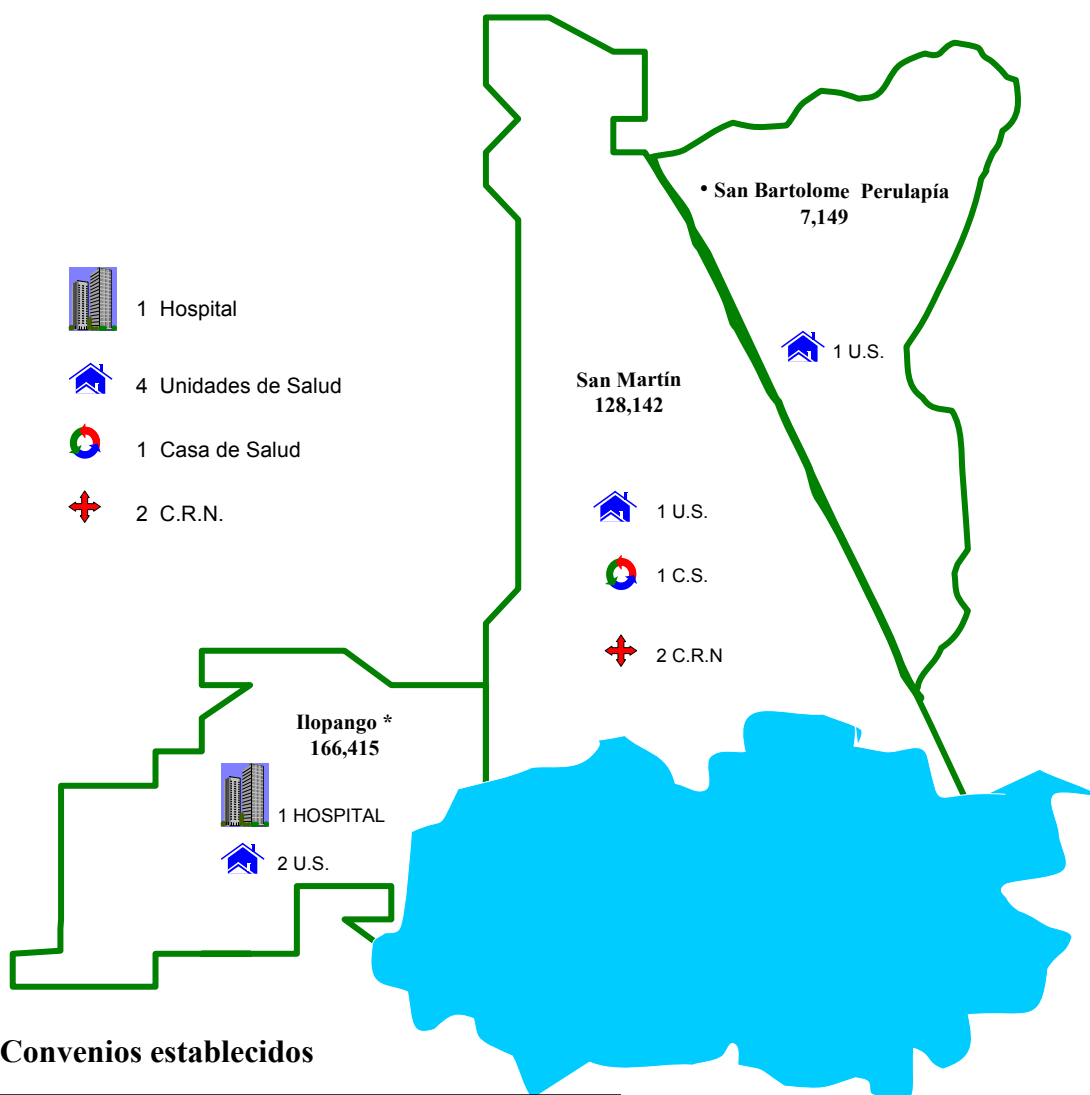 • San Bartolome Perulapía
7,149
1 Hospital
4 Unidades de Salud
1 Casa de Salud
2 C.R.N.
1 U.S.
San Martín
128,142
1 U.S.
1 C.S.
2 C.R.N
Ilopango *
166,415
1 HOSPITAL
2 U.S.
Convenios establecidos